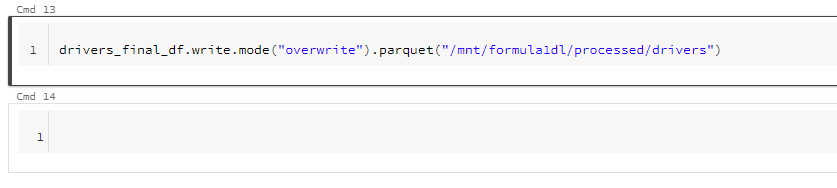 Cmd 13
1 drivers_final_df.write.mode("overwrite").parquet("/mnt/formula1dl/processed/drivers")
Cmd 14
1